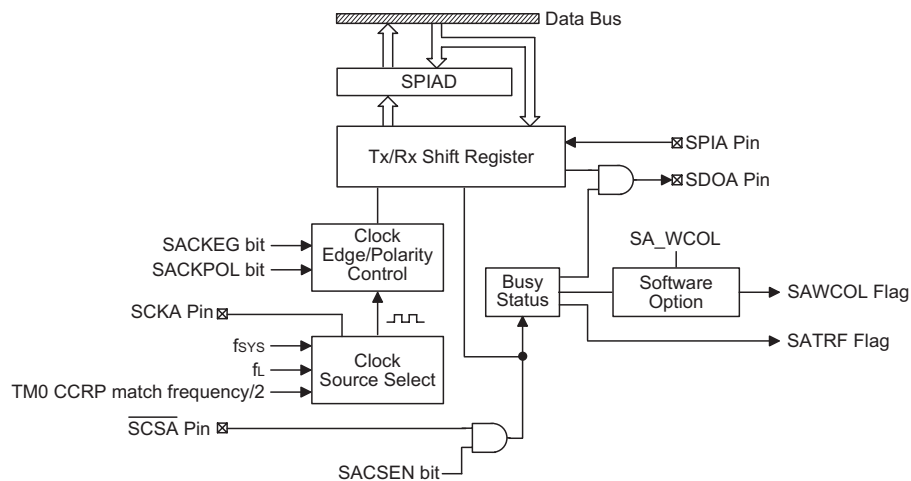 Data Bus
SPIAD
Tx/Rx Shift Register
SPIA Pin
SDOA Pin
SACKEG bit
SACKPOL bit
Clock
Edge/Polarity
Control
SA_WCOL
Busy
Status
Software
Option
SAWCOL Flag
SCKA Pin
SATRF Flag
fSYS
fL
TM0 CCRP match frequency/2
Clock
Source Select
SCSA Pin
SACSEN bit